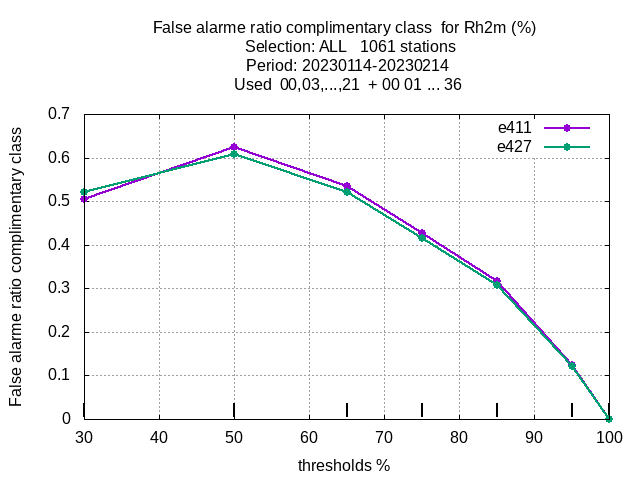 False alarme ratio complimentary class  for Rh2m (%)
Selection: ALL   1061 stations
Period: 20230114-20230214
Used  00,03,...,21  + 00 01 ... 36
e411
e427
False alarme ratio complimentary class
0.7
0.6
0.5
0.4
0.3
0.2
0.1
0
30 40 50 60 70 80 90 100
thresholds %